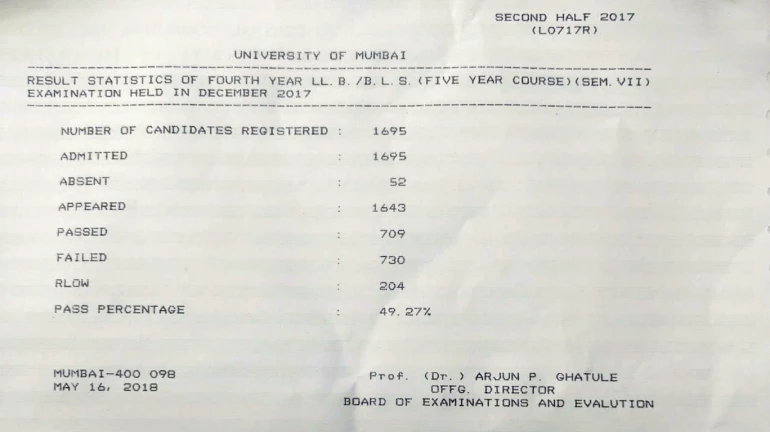 SECOND HALF 2017
(L0717R)
UNIVERSITY OF MUMBAI
RESULT STATISTICS OF FOURTH YEAR LL.B./B.L.S.(FIVE YEAR COURSE)(SEM.VII)
EXAMINATION HELD IN DECEMBER 2017
NUMBER OF CANDIDATES REGISTERED : 1695
ADMITTED : 1695
ABSENT : 52
APPEARED : 1643
PASSED : 709
FAILED : 730
RLOW : 204
PASS PERCENTAGE : 49.27%
MUMBAI-400 098
MAY 16, 2018
Prof. (Dr.) ARJUN P. GHATULE
OFFG. DIRECTOR
BOARD OF EXAMINATIONS AND EVALUTION